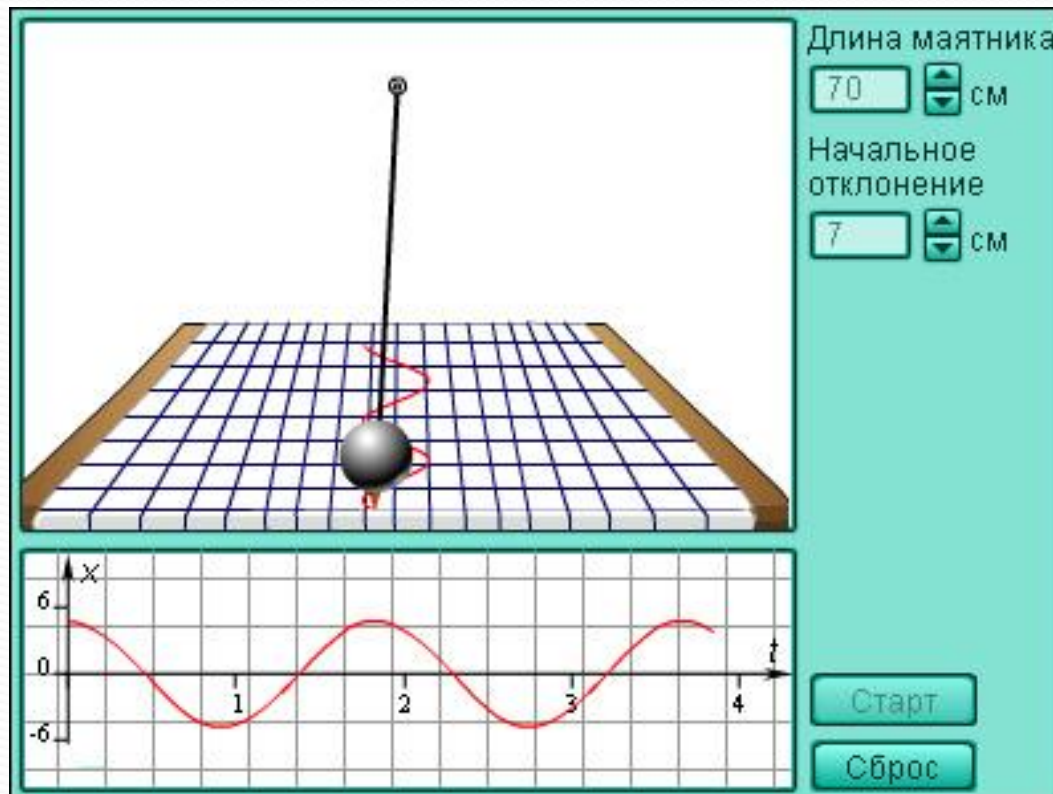 Длина маятника
70 см
Начальное
отклонение
7 см
x
6
0
-6
1 2 3 4
t
Старт
Сброс